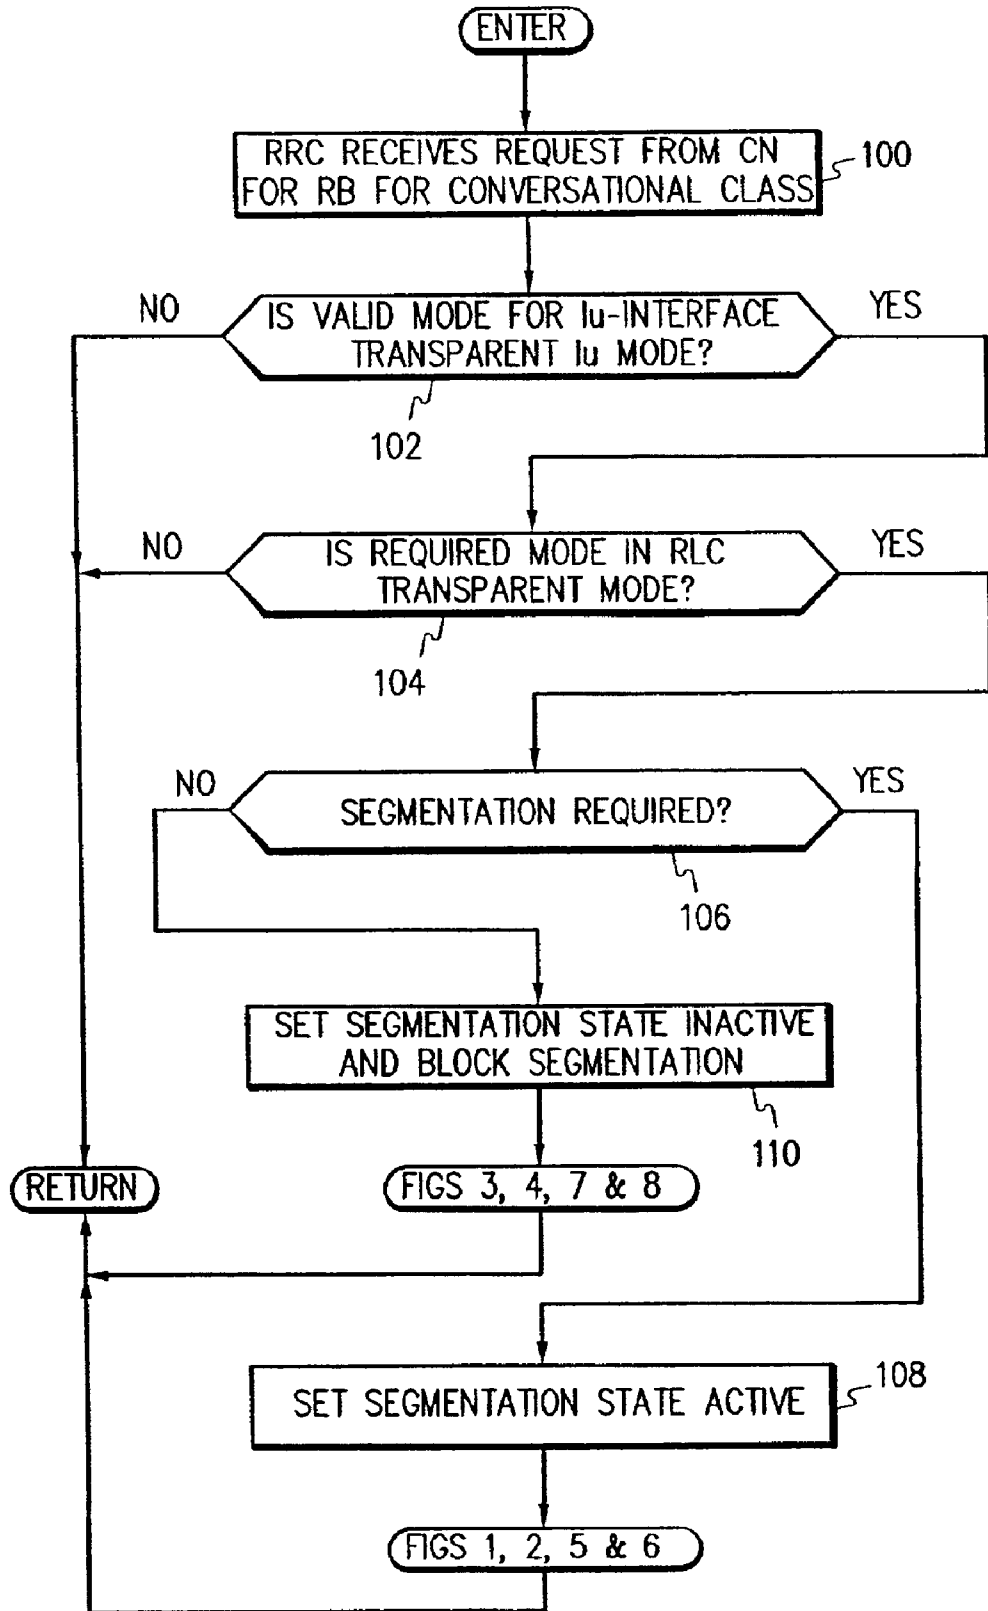 ENTER
RRC RECEIVES REQUEST FROM CN
FOR RB FOR CONVERSATIONAL CLASS
100
NO
IS VALID MODE FOR Iu-INTERFACE
TRANSPARENT Iu MODE?
YES
102
NO
IS REQUIRED MODE IN RLC
TRANSPARENT MODE?
YES
104
NO
SEGMENTATION REQUIRED?
YES
106
SET SEGMENTATION STATE INACTIVE
AND BLOCK SEGMENTATION
110
RETURN
FIGS 3, 4, 7 & 8
SET SEGMENTATION STATE ACTIVE
108
FIGS 1, 2, 5 & 6